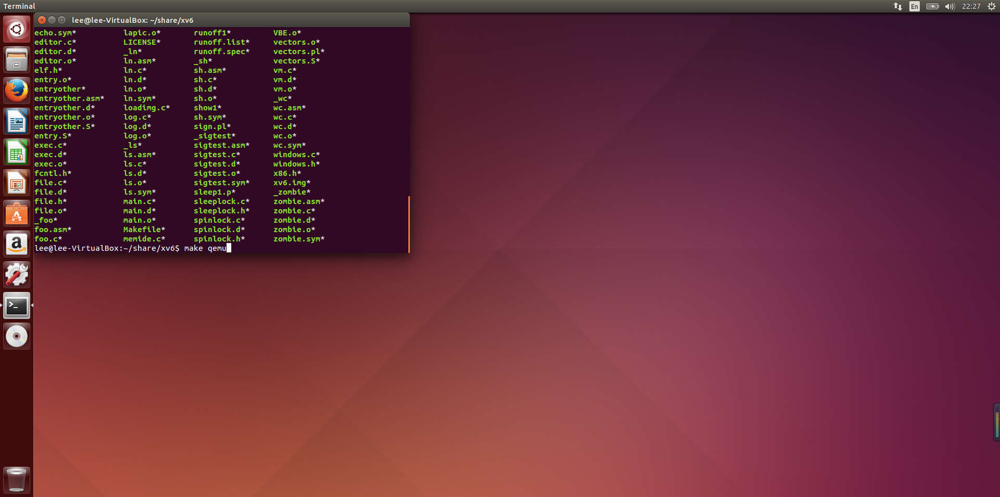 Terminal
En
22:27
lee@lee-VirtualBox: ~/share/xv6
echo.sym* lapic.o* runoff1* VBE.o*
editor.c* LICENSE* runoff.list* vectors.o*
editor.d* _ln* runoff.spec* vectors.pl*
editor.o* ln.asm* _sh* vectors.S*
elf.h* ln.c* sh.asm* vm.c*
entry.o* ln.d* sh.c* vm.d*
entryother* ln.o* sh.d* vm.o*
entryother.asm* ln.sym* sh.o* _wc*
entryother.d* loadimg.c* show1* wc.asm*
entryother.o* log.c* sh.sym* wc.c*
entryother.S* log.d* sign.pl* wc.d*
entry.S* log.o* _sigtest* wc.o*
exec.c* _ls* sigtest.asm* wc.sym*
exec.d* ls.asm* sigtest.c* windows.c*
exec.o* ls.c* sigtest.d* windows.h*
fcntl.h* ls.d* sigtest.o* x86.h*
file.c* ls.o* sigtest.sym* xv6.img*
file.d* ls.sym* sleep1.p* _zombie*
file.h* main.c* sleeplock.c* zombie.asm*
file.o* main.d* sleeplock.h* zombie.c*
_foo* main.o* spinlock.c* zombie.d*
foo.asm* Makefile* spinlock.d* zombie.o*
foo.c* memide.c* spinlock.h* zombie.sym*
lee@lee-VirtualBox:~/share/xv6$ make qemu